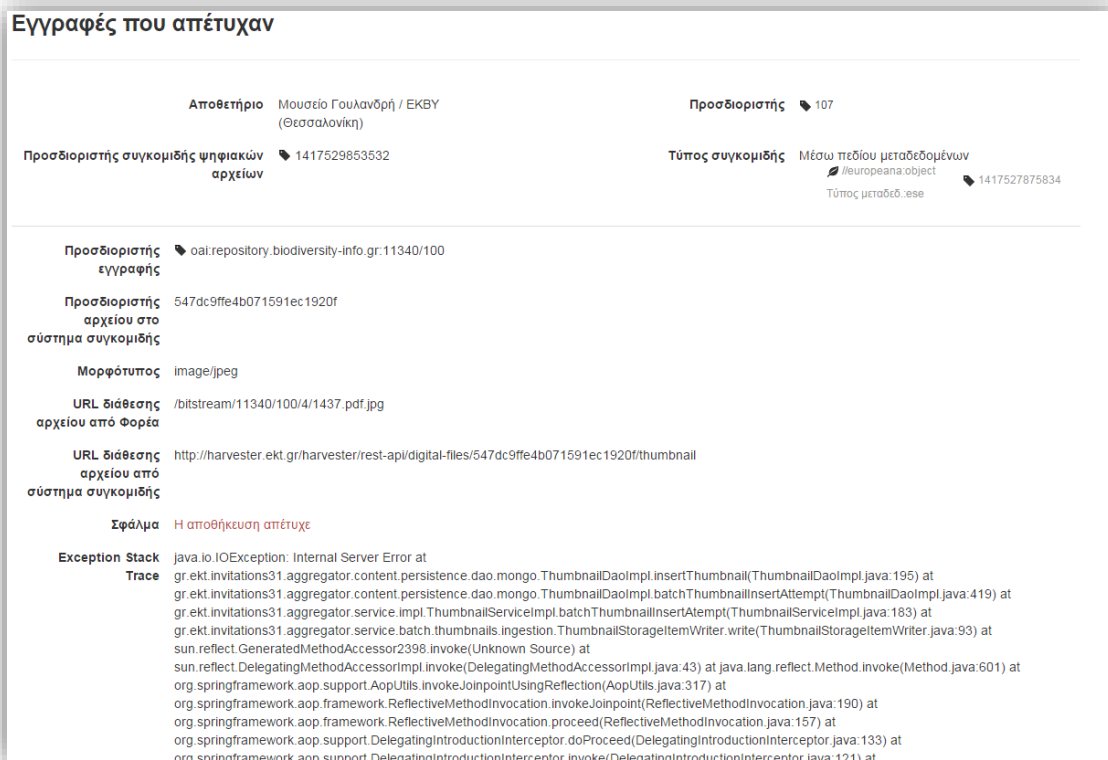 Εγγραφές που απέτυχαν
Αποθετήριο Μουσείο Γουλανδρή / ΕΚΒΥ
(Θεσσαλονίκη)
Προσδιοριστής 107
Προσδιοριστής συγκομιδής ψηφιακών
αρχείων
1417529853532
Τύπος συγκομιδής Μέσω πεδίου μεταδεδομένων
//europeana:object
Τύπος μεταδεδ.:ese
1417527875834
Προσδιοριστής
εγγραφής
oai:repository.biodiversity-info.gr:11340/100
Προσδιοριστής
αρχείου στο
σύστημα συγκομιδής
547dc9ffe4b071591ec1920f
Μορφότυπος image/jpeg
URL διάθεσης
αρχείου από Φορέα
/bitstream/11340/100/4/1437.pdf.jpg
URL διάθεσης
αρχείου από
σύστημα συγκομιδής
http://harvester.ekt.gr/harvester/rest-api/digital-files/547dc9ffe4b071591ec1920f/thumbnail
Σφάλμα Η αποθήκευση απέτυχε
Exception Stack
Trace
java.io.IOException: Internal Server Error at
gr.ekt.invitations31.aggregator.content.persistence.dao.mongo.ThumbnailDaoImpl.insertThumbnail(ThumbnailDaoImpl.java:195) at
gr.ekt.invitations31.aggregator.content.persistence.dao.mongo.ThumbnailDaoImpl.batchThumbnailInsertAttempt(ThumbnailDaoImpl.java:419) at
gr.ekt.invitations31.aggregator.service.impl.ThumbnailServiceImpl.batchThumbnailInsertAtempt(ThumbnailServiceImpl.java:183) at
gr.ekt.invitations31.aggregator.service.batch.thumbnails.ingestion.ThumbnailStorageItemWriter.write(ThumbnailStorageItemWriter.java:93) at
sun.reflect.GeneratedMethodAccessor2398.invoke(Unknown Source) at
sun.reflect.DelegatingMethodAccessorImpl.invoke(DelegatingMethodAccessorImpl.java:43) at java.lang.reflect.Method.invoke(Method.java:601) at
org.springframework.aop.support.AopUtils.invokeJoinpointUsingReflection(AopUtils.java:317) at
org.springframework.aop.framework.ReflectiveMethodInvocation.invokeJoinpoint(ReflectiveMethodInvocation.java:190) at
org.springframework.aop.framework.ReflectiveMethodInvocation.proceed(ReflectiveMethodInvocation.java:157) at
org.springframework.aop.support.DelegatingIntroductionInterceptor.doProceed(DelegatingIntroductionInterceptor.java:133) at
org.springframework.aop.support.DelegatingIntroductionInterceptor.invoke(DelegatingIntroductionInterceptor.java:121) at